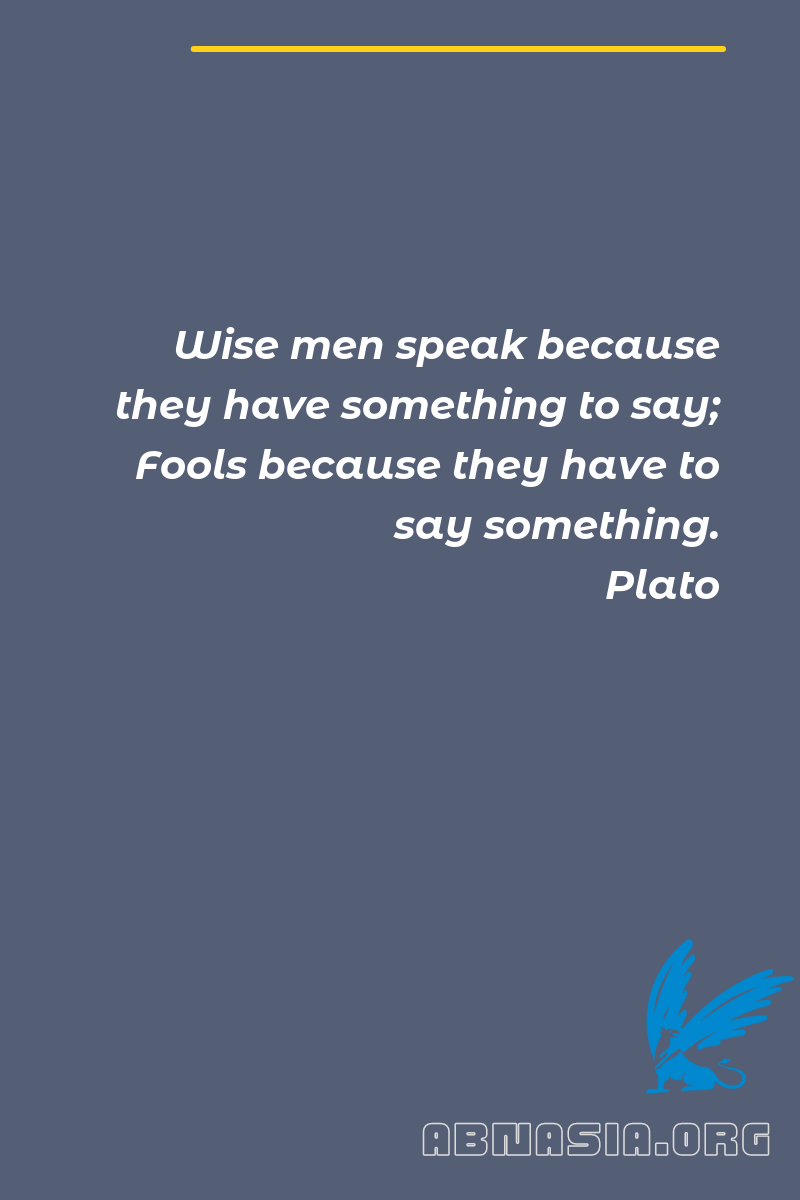 Wise men speak because
they have something to say;
Fools because they have to
say something.
Plato
ABNASIA.ORG